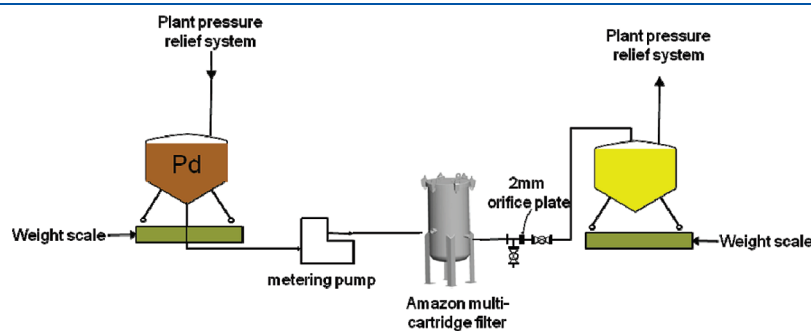 Plant pressure
relief system
Plant pressure
relief system
Pd
2mm
orifice plate
Weight scale
Weight scale
metering pump
Amazon multi-
cartridge filter